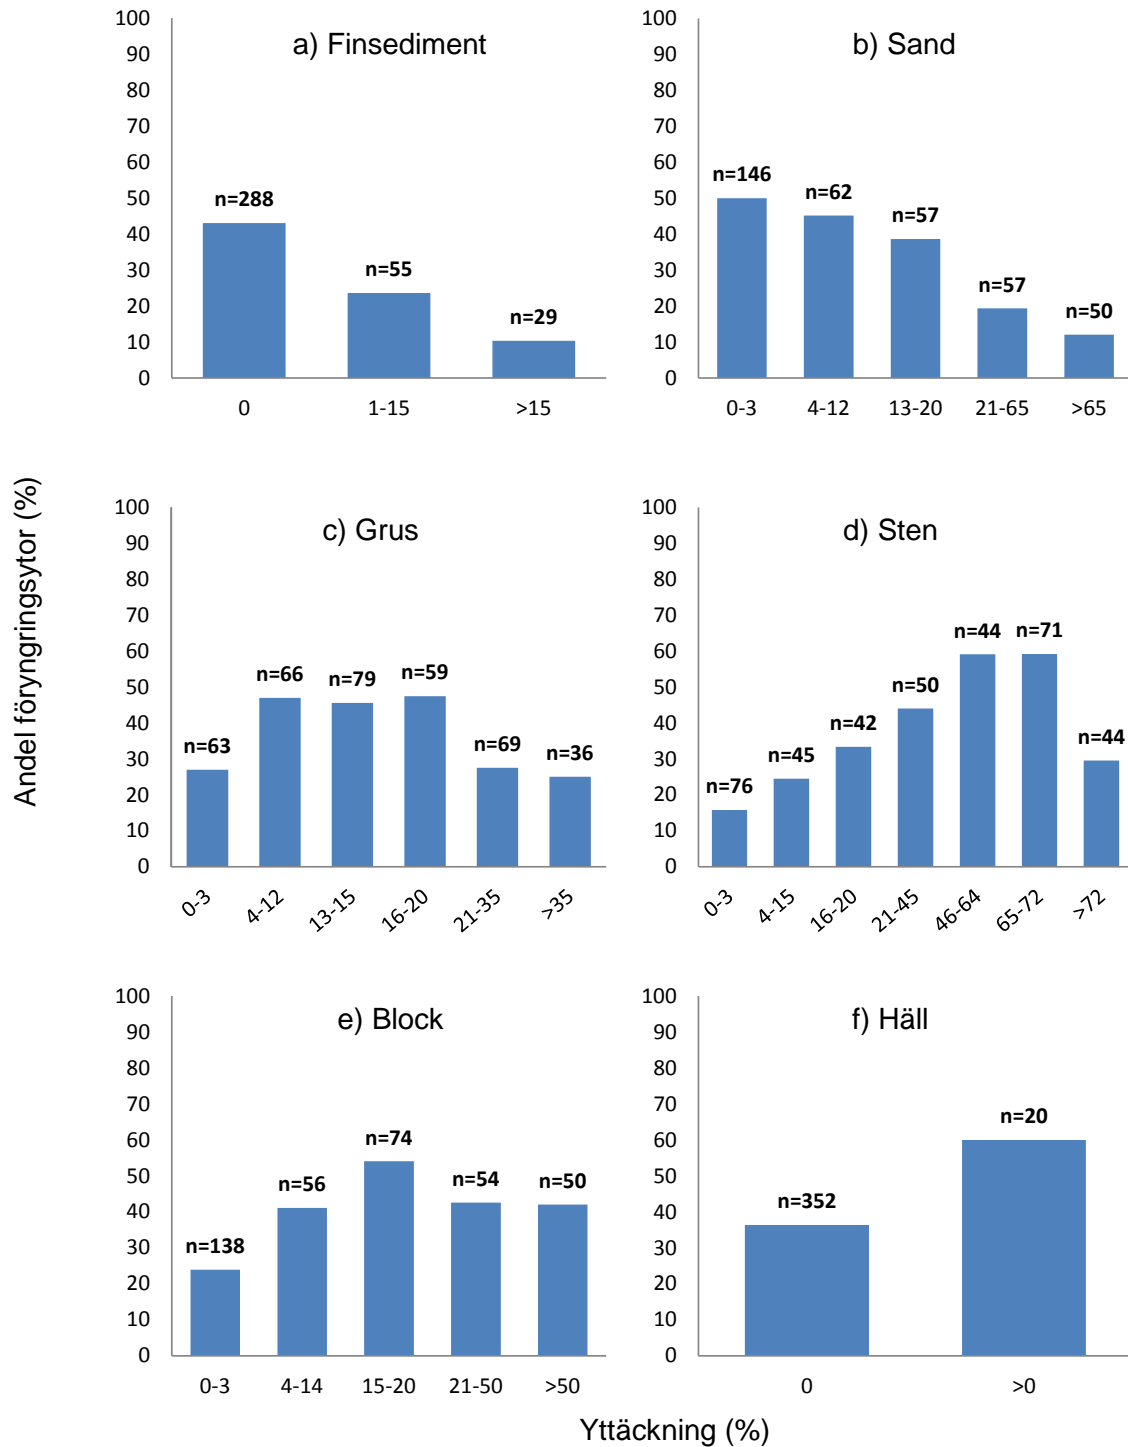 a) Finsediment
100
90
80
70
60
50
40
30
20
10
0
n=288
n=55
n=29
0 1-15 >15
b) Sand
100
90
80
70
60
50
40
30
20
10
0
n=146
n=62
n=57
n=57
n=50
0-3 4-12 13-20 21-65 >65
Andel föryngringsytor (%)
c) Grus
100
90
80
70
60
50
40
30
20
10
0
n=63
n=66
n=79
n=59
n=69
n=36
0-3 4-12 13-15 16-20 21-35 >35
d) Sten
100
90
80
70
60
50
40
30
20
10
0
n=76
n=45
n=42
n=50
n=44
n=71
n=44
0-3 4-15 16-20 21-45 46-64 65-72 >72
e) Block
100
90
80
70
60
50
40
30
20
10
0
n=138
n=56
n=74
n=54
n=50
0-3 4-14 15-20 21-50 >50
f) Häll
100
90
80
70
60
50
40
30
20
10
0
n=352
n=20
0 >0
Yttäckning (%)